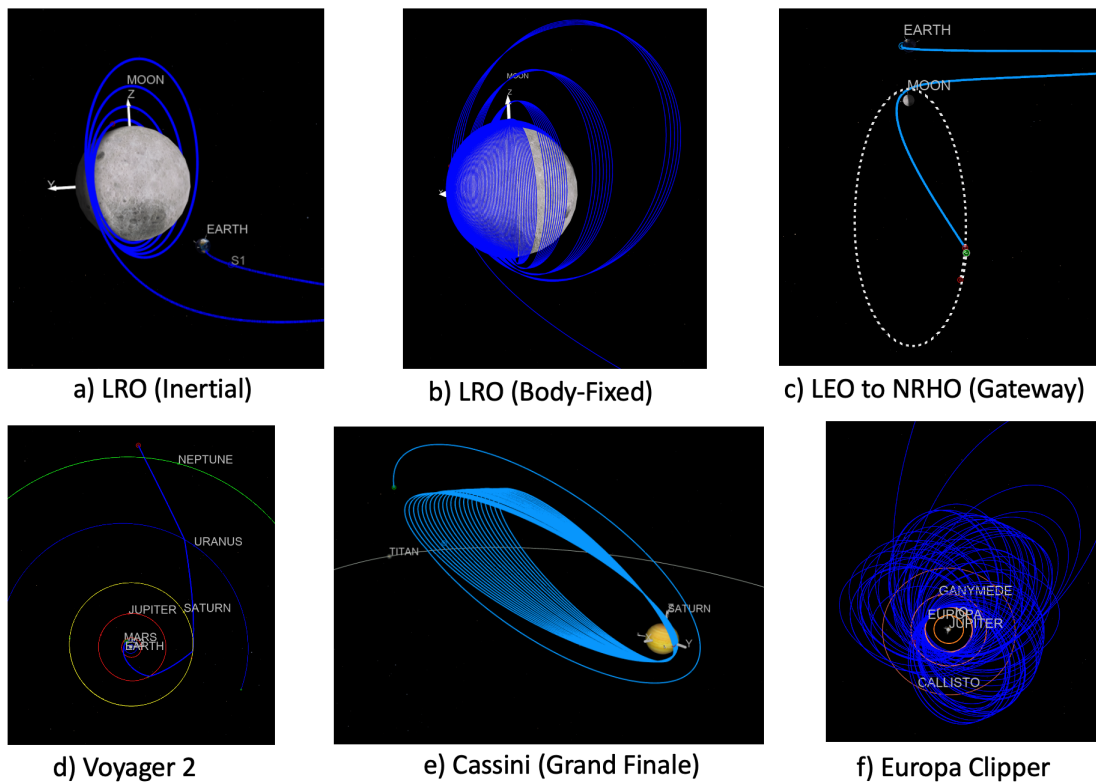 MOON
Z
Y
EARTH
S1
a) LRO (Inertial)
MOON
Z
b) LRO (Body-Fixed)
EARTH
MOON
c) LEO to NRHO (Gateway)
NEPTUNE
URANUS
JUPITER
SATURN
MARS
EARTH
d) Voyager 2
TITAN
SATURN
Y
e) Cassini (Grand Finale)
GANYMEDE
IO
EUROPA
JUPITER
CALLISTO
f) Europa Clipper